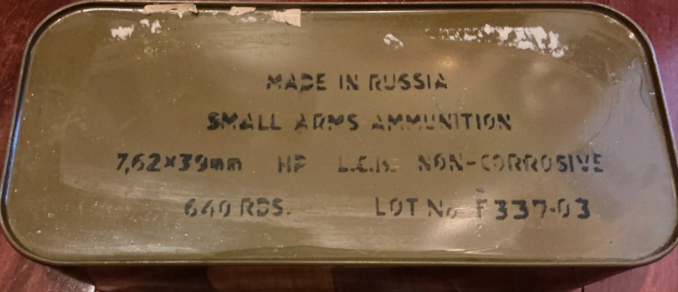 MADE IN RUSSIA
SMALL ARMS AMMUNITION
7,62×39mm HP NON-CORROSIVE
640 RDS. LOT No F337-03